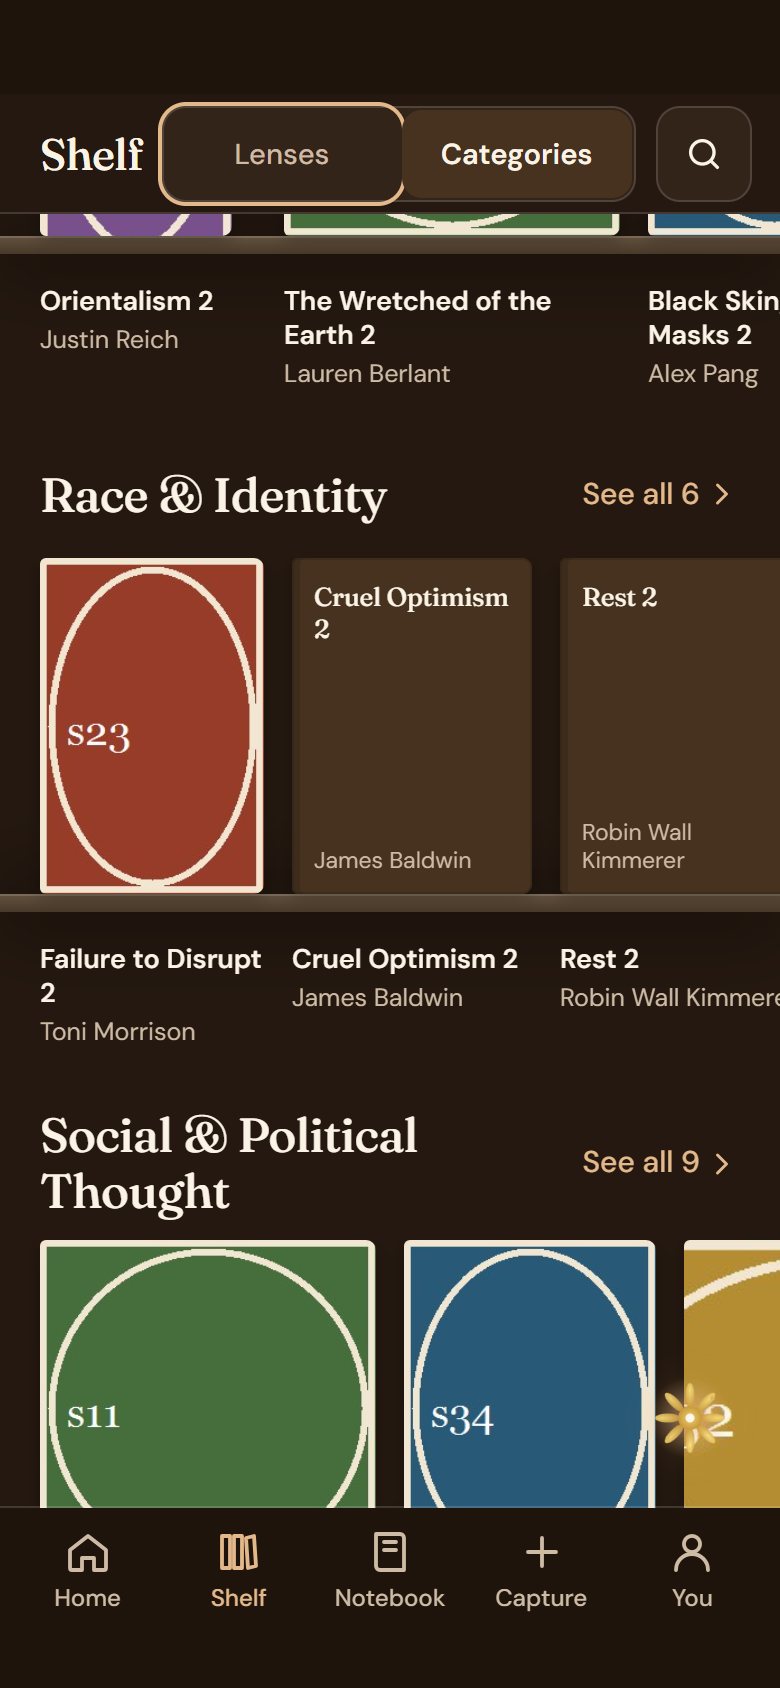 Shelf
Lenses
Categories
Orientalism 2
Justin Reich
The Wretched of the
Earth 2
Lauren Berlant
Black Skin
Masks 2
Alex Pang
Race & Identity
See all 6
s23
Cruel Optimism
2
James Baldwin
Rest 2
Robin Wall
Kimmerer
Failure to Disrupt
2
Toni Morrison
Cruel Optimism 2
James Baldwin
Rest 2
Robin Wall Kimmere
Social & Political
Thought
See all 9
s11
s34
2
Home
Shelf
Notebook
Capture
You